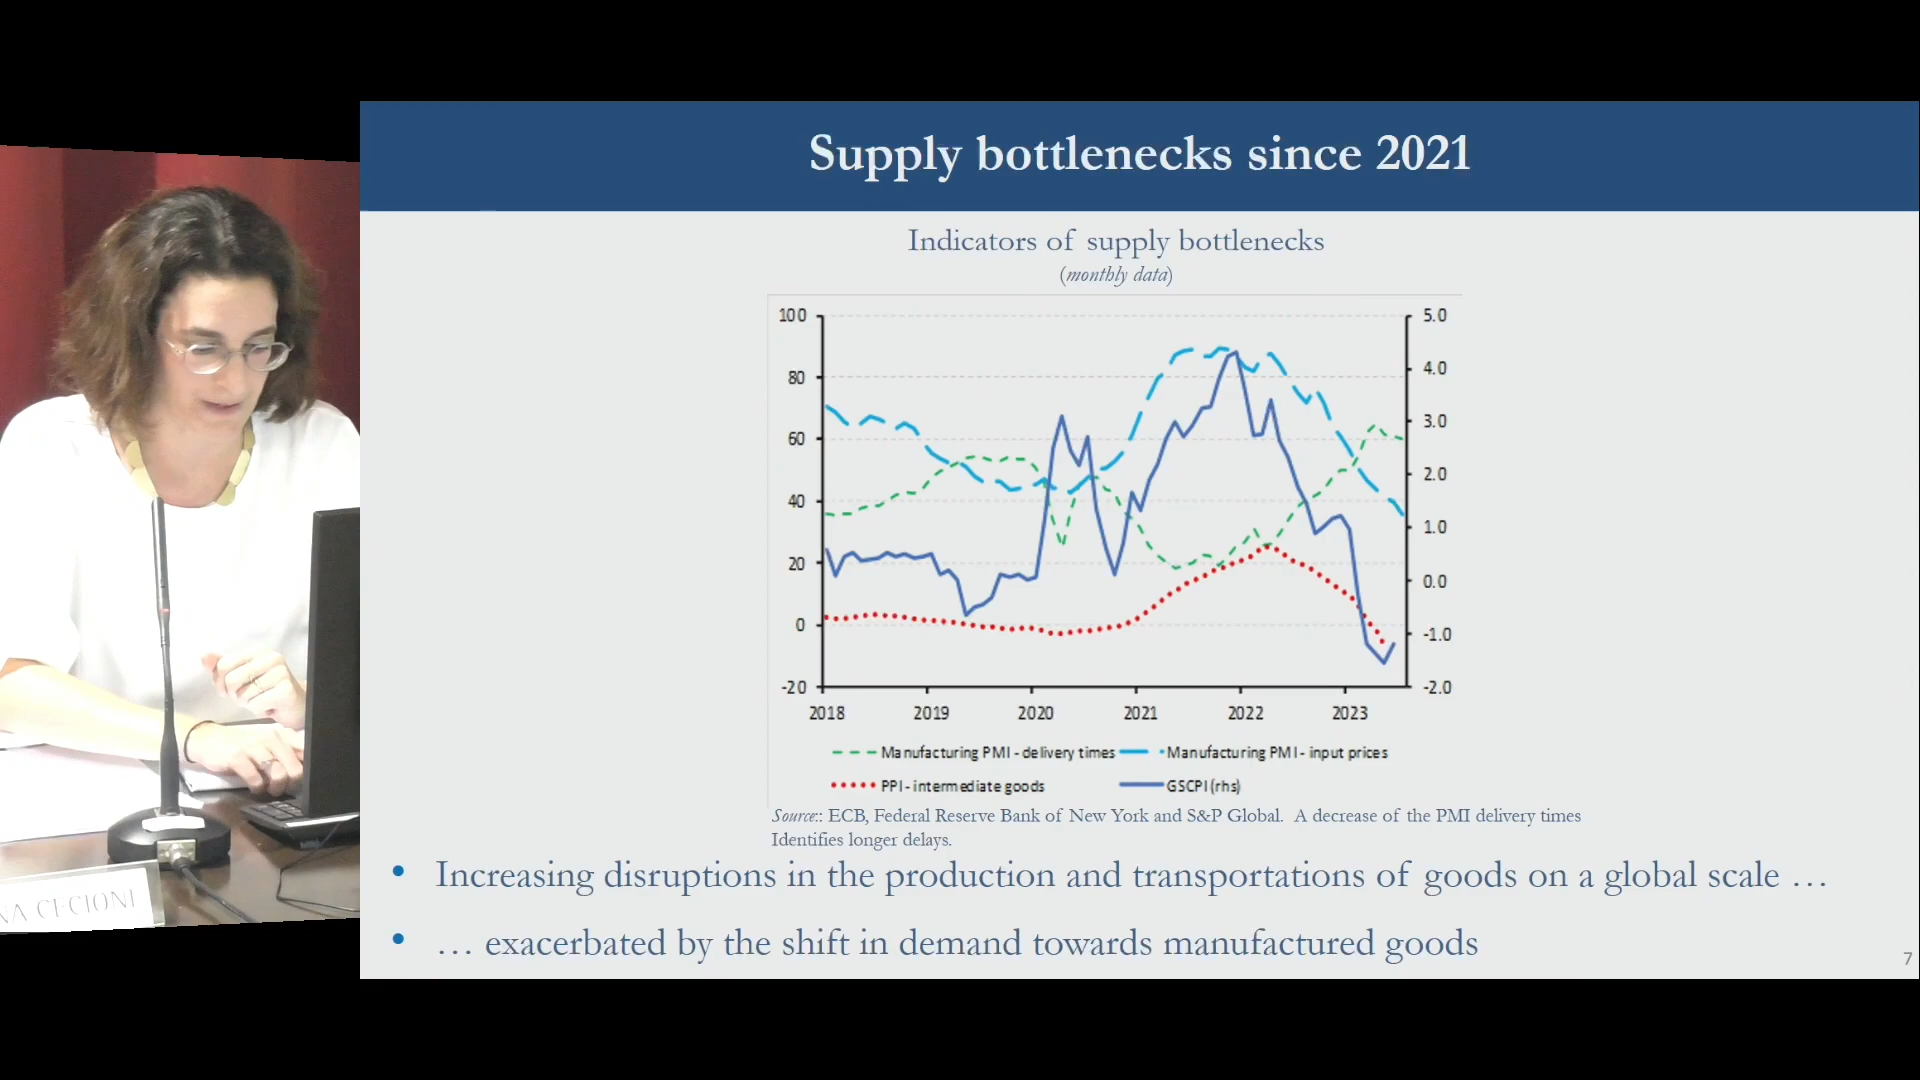 Supply bottlenecks since 2021
Indicators of supply bottlenecks
(monthly data)
100
80
60
40
20
0
-20
5.0
4.0
3.0
2.0
1.0
0.0
-1.0
-2.0
2018 2019 2020 2021 2022 2023
Manufacturing PMI - delivery times Manufacturing PMI - input prices
PPI - intermediate goods GSCPI (rhs)
Source:: ECB, Federal Reserve Bank of New York and S&P Global. A decrease of the PMI delivery times
Identifies longer delays.
• Increasing disruptions in the production and transportations of goods on a global scale …
• … exacerbated by the shift in demand towards manufactured goods
7
NA CECIONI